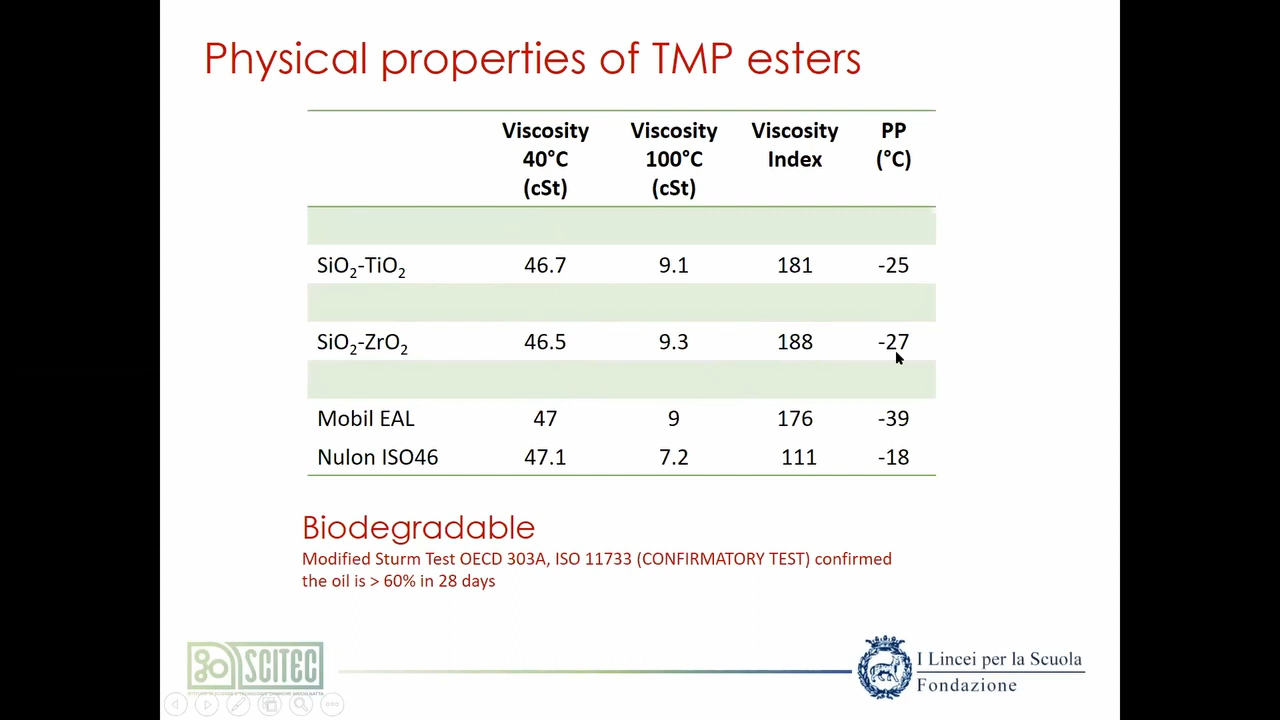 Physical properties of TMP esters
Viscosity 40°C (cSt) Viscosity 100°C (cSt) Viscosity Index PP (°C)
SiO₂-TiO₂ 46.7 9.1 181 -25
SiO₂-ZrO₂ 46.5 9.3 188 -27
Mobil EAL 47 9 176 -39
Nulon ISO46 47.1 7.2 111 -18
Biodegradable
Modified Sturm Test OECD 303A, ISO 11733 (CONFIRMATORY TEST) confirmed
the oil is > 60% in 28 days
SCITEC
I Lincei per la Scuola
Fondazione